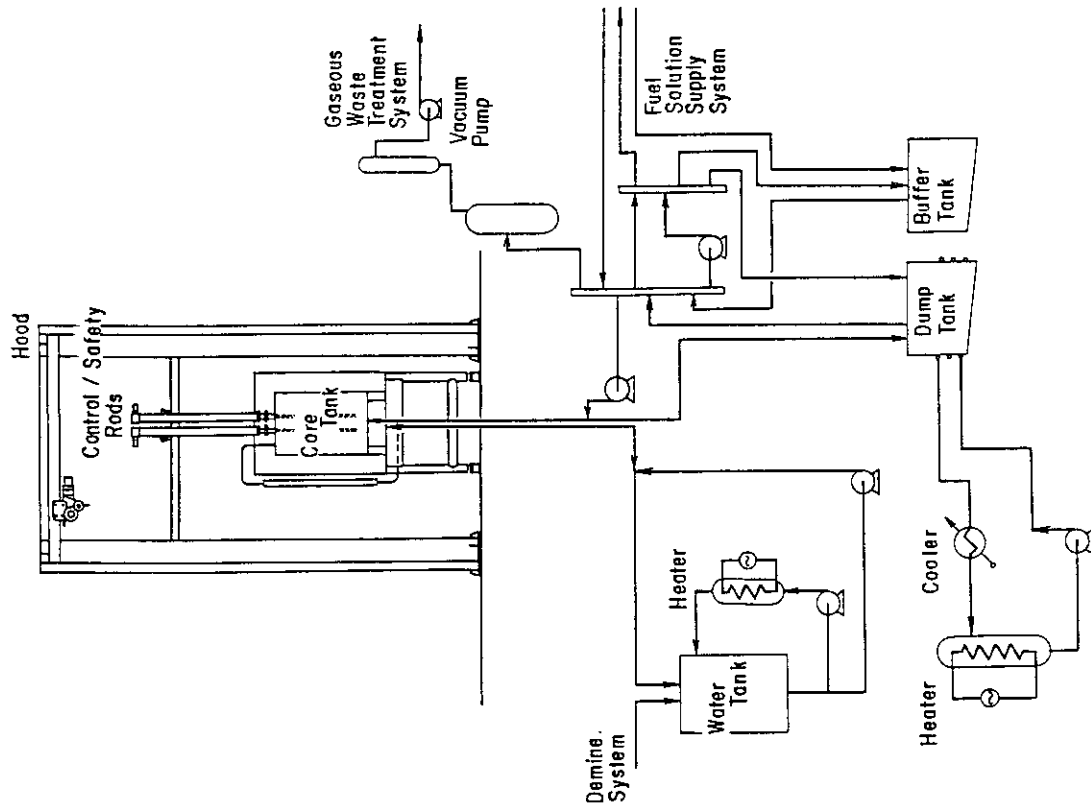 Hood
Control / Safety
Rods
Core
Tank
Gaseous
Waste
Treatment
System
Vacuum
Pump
Fuel
Solution
Supply
System
Buffer
Tank
Dump
Tank
Heater
Water
Tank
Demine.
System
Cooler
Heater